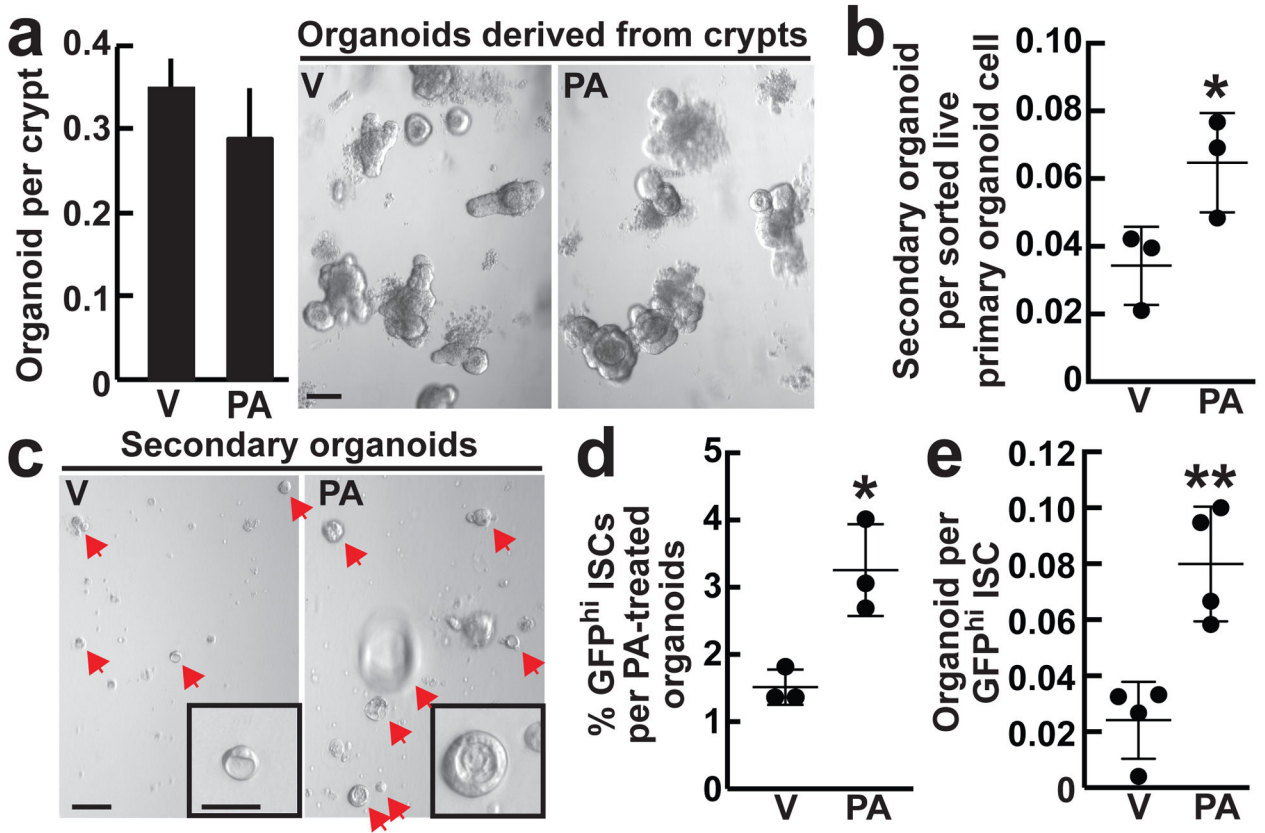 a
Organoid per crypt
0.4
0.3
0.2
0.1
0
V
PA
Organoids derived from crypts
V
PA
b
Secondary organoid
per sorted live
primary organoid cell
0.10
0.08
0.06
0.04
0.02
0
*
V
PA
c
Secondary organoids
V
PA
d
% GFPhi ISCs
per PA-treated
organoids
5
4
3
2
1
0
*
V
PA
e
Organoid per
GFPhi ISC
0.12
0.10
0.08
0.06
0.04
0.02
0
**
V
PA